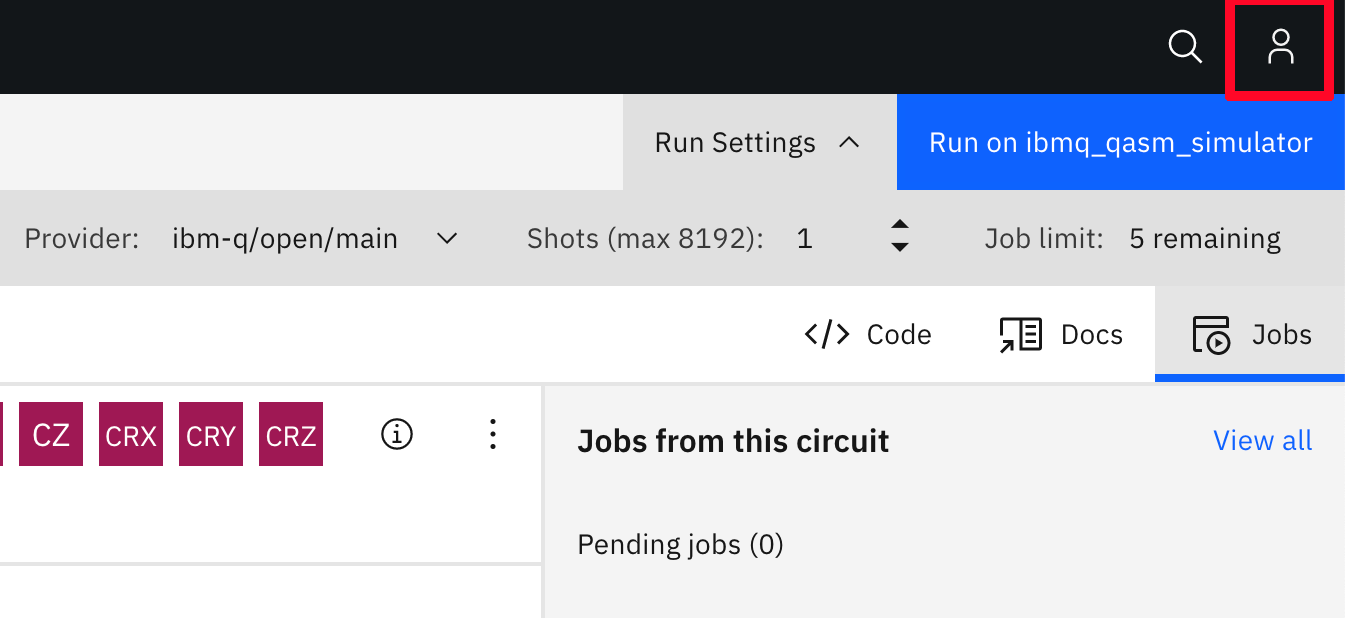 Run Settings
Run on ibmq_qasm_simulator
Provider: ibm-q/open/main
Shots (max 8192): 1
Job limit: 5 remaining
Code
Docs
Jobs
CZ
CRX
CRY
CRZ
Jobs from this circuit
View all
Pending jobs (0)